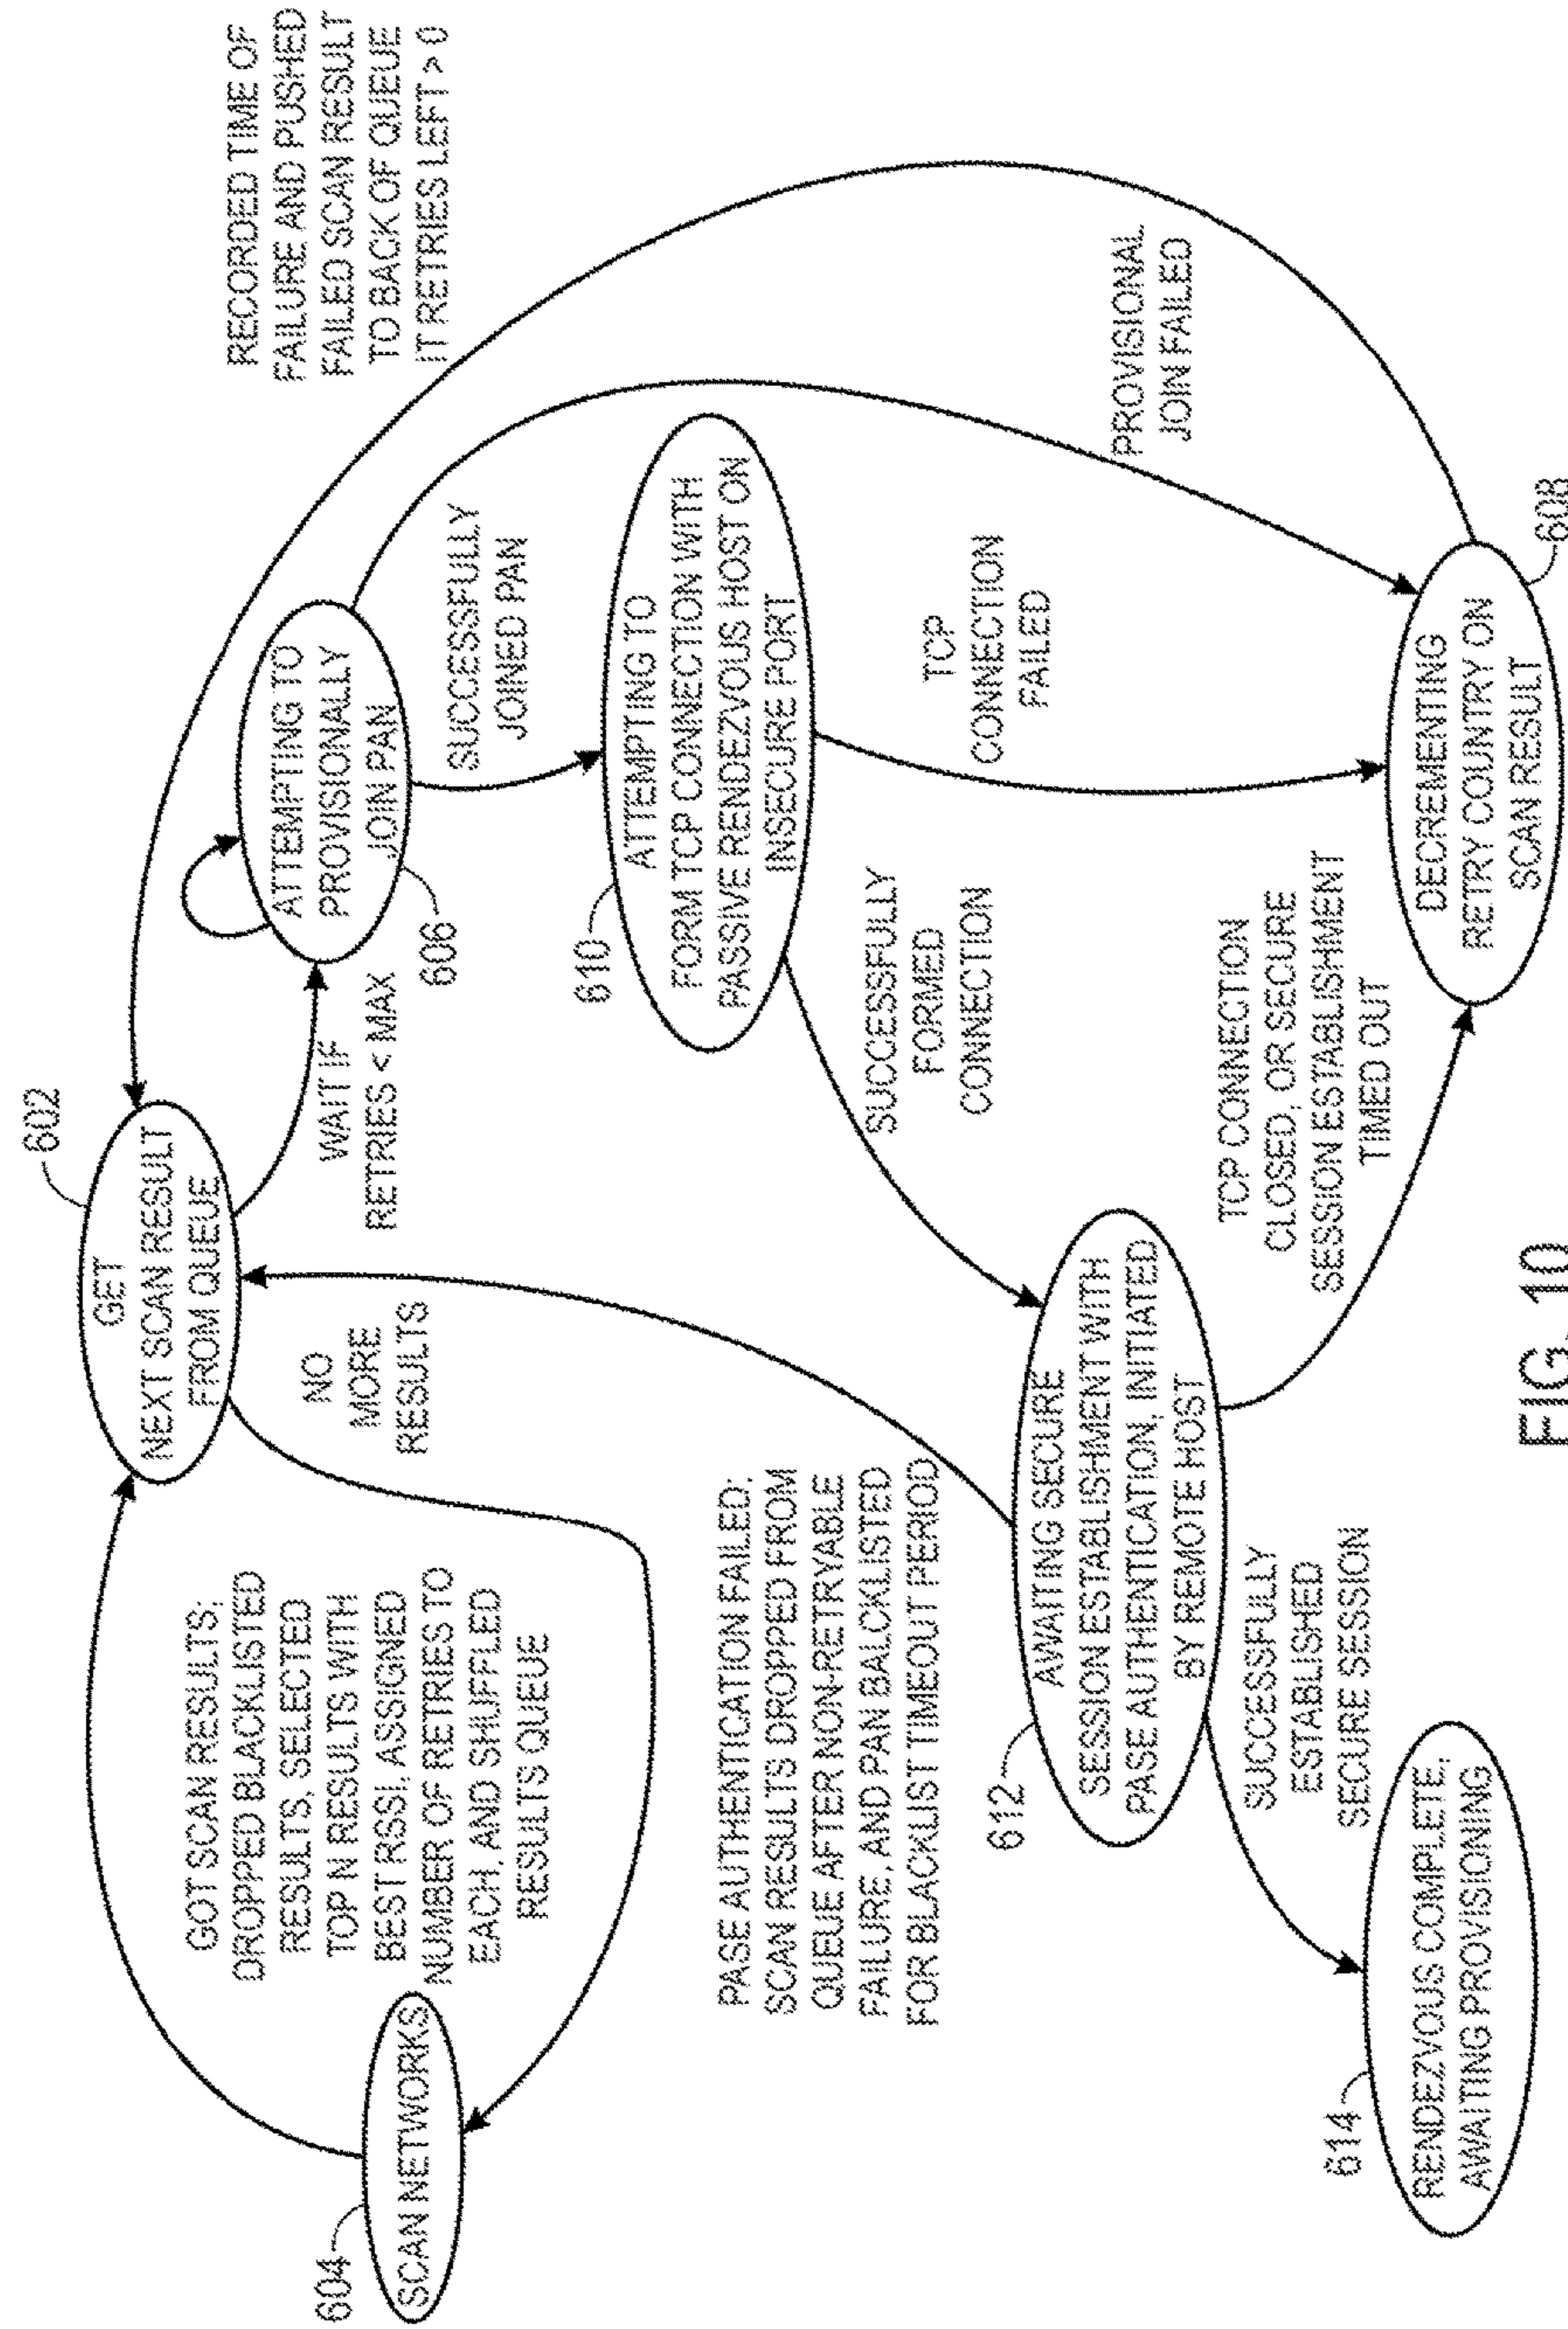 602
GET
NEXT SCAN RESULT
FROM QUEUE
RECORDED TIME OF
FAILURE AND PUSHED
FAILED SCAN RESULT
TO BACK OF QUEUE
IT RETRIES LEFT > 0
GOT SCAN RESULTS;
DROPPED BLACKLISTED
RESULTS, SELECTED
TOP N RESULTS WITH
BEST RSSI, ASSIGNED
NUMBER OF RETRIES TO
EACH, AND SHUFFLED
RESULTS QUEUE
NO
MORE
RESULTS
WAIT IF
RETRIES < MAX
ATTEMPTING TO
PROVISIONALLY
JOIN PAN
606
604
SCAN NETWORKS
SUCCESSFULLY
JOINED PAN
610
ATTEMPTING TO
FORM TCP CONNECTION WITH
PASSIVE RENDEZVOUS HOST ON
INSECURE PORT
PASE AUTHENTICATION FAILED;
SCAN RESULTS DROPPED FROM
QUEUE AFTER NON-RETRYABLE
FAILURE, AND PAN BALCKLISTED
FOR BLACKLIST TIMEOUT PERIOD
SUCCESSFULLY
FORMED
CONNECTION
TCP
CONNECTION
FAILED
PROVISIONAL
JOIN FAILED
612
AWAITING SECURE
SESSION ESTABLISHMENT WITH
PASE AUTHENTICATION, INITIATED
BY REMOTE HOST
TCP CONNECTION
CLOSED, OR SECURE
SESSION ESTABLISHMENT
TIMED OUT
SUCCESSFULLY
ESTABLISHED
SECURE SESSION
614
RENDEZVOUS COMPLETE,
AWAITING PROVISIONING
DECREMENTING
RETRY COUNTRY ON
SCAN RESULT
608
FIG. 10